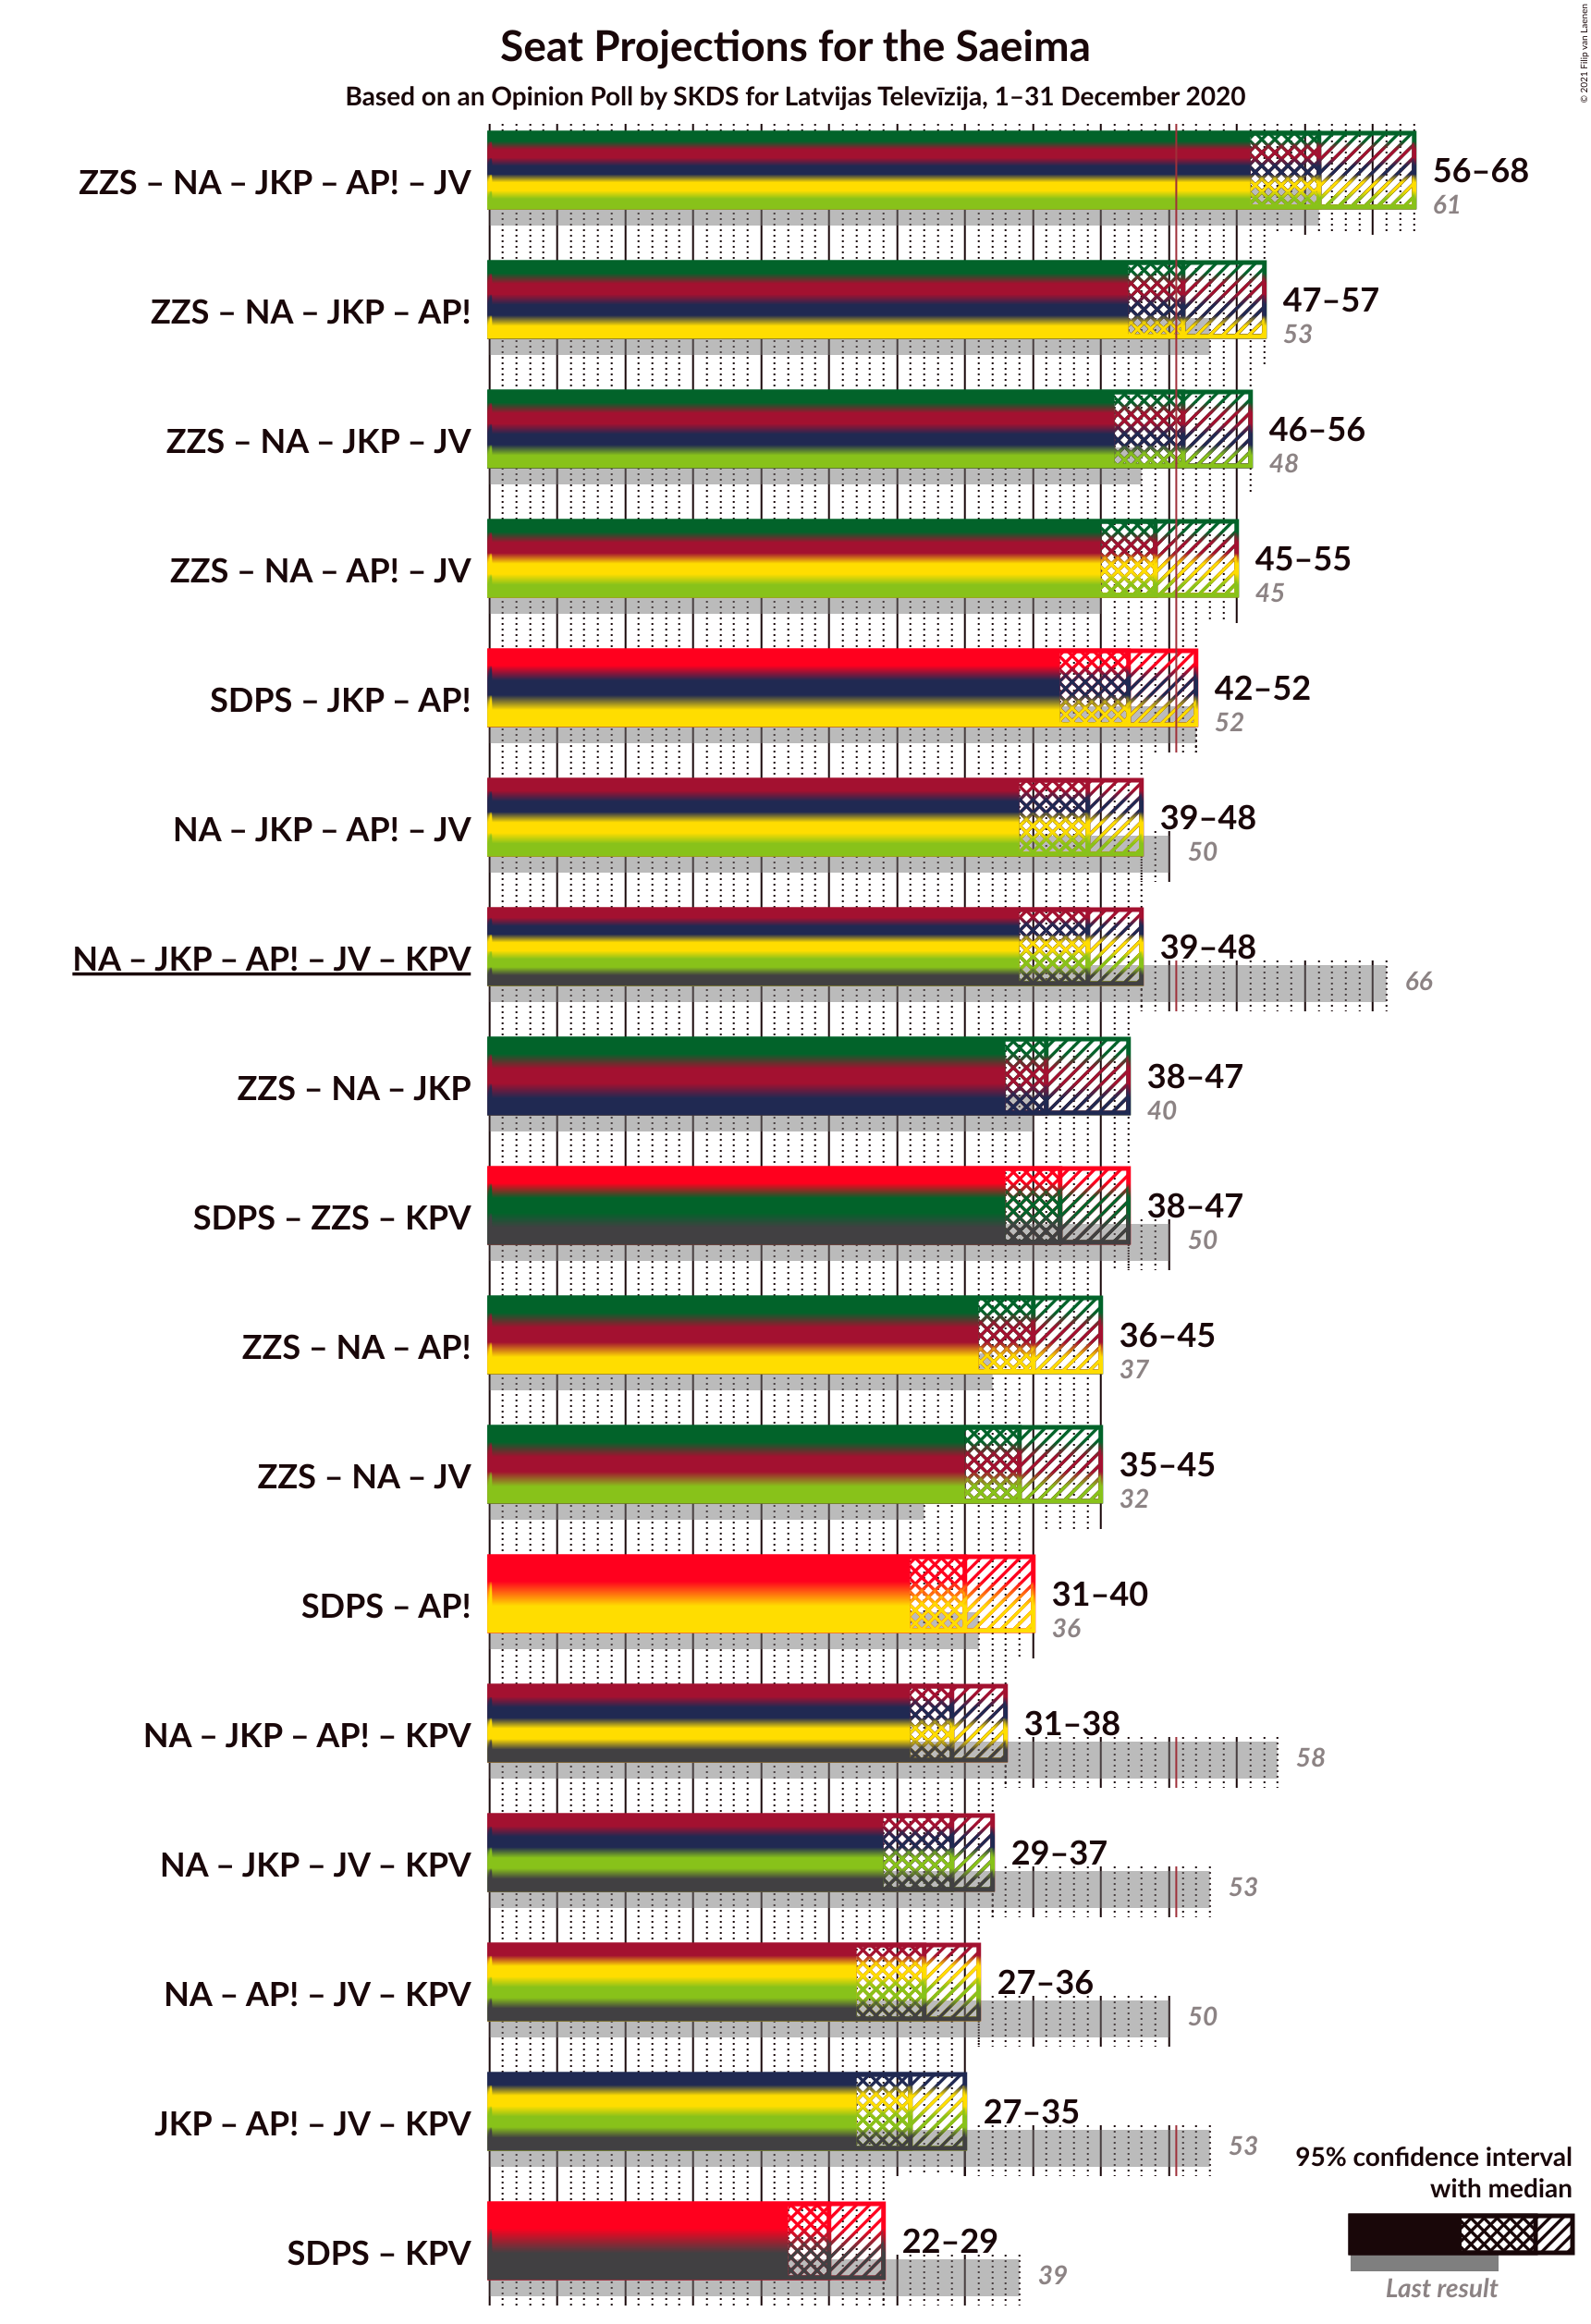 © 2021 Filip van Laenen
Seat Projections for the Saeima
Based on an Opinion Poll by SKDS for Latvijas Televīzija, 1–31 December 2020
ZZS – NA – JKP – AP! – JV
56–68
61
ZZS – NA – JKP – AP!
47–57
53
ZZS – NA – JKP – JV
46–56
48
ZZS – NA – AP! – JV
45–55
45
SDPS – JKP – AP!
42–52
52
NA – JKP – AP! – JV
39–48
50
NA – JKP – AP! – JV – KPV
39–48
66
ZZS – NA – JKP
38–47
40
SDPS – ZZS – KPV
38–47
50
ZZS – NA – AP!
36–45
37
ZZS – NA – JV
35–45
32
SDPS – AP!
31–40
36
NA – JKP – AP! – KPV
31–38
58
NA – JKP – JV – KPV
29–37
53
NA – AP! – JV – KPV
27–36
50
JKP – AP! – JV – KPV
27–35
53
SDPS – KPV
22–29
39
95% confidence interval
with median
Last result